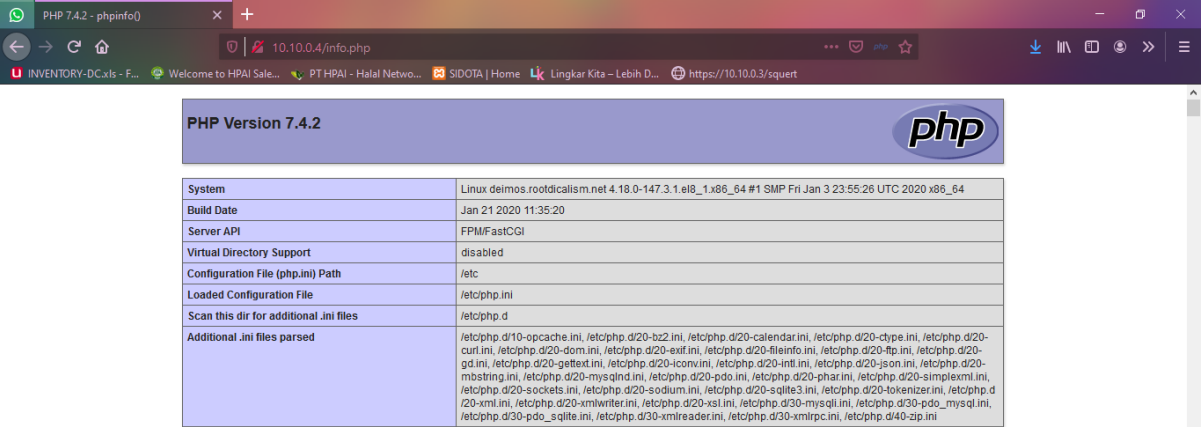 PHP 7.4.2 - phpinfo()
10.10.0.4/info.php
php
INVENTORY-DC.xls - F... Welcome to HPAI Sale... PT HPAI - Halal Netwo... SIDOTA | Home Lingkar Kita – Lebih D... https://10.10.0.3/squert
PHP Version 7.4.2
php
System Linux deimos.rootdicalism.net 4.18.0-147.3.1.el8_1.x86_64 #1 SMP Fri Jan 3 23:55:26 UTC 2020 x86_64
Build Date Jan 21 2020 11:35:20
Server API FPM/FastCGI
Virtual Directory Support disabled
Configuration File (php.ini) Path /etc
Loaded Configuration File /etc/php.ini
Scan this dir for additional .ini files /etc/php.d
Additional .ini files parsed /etc/php.d/10-opcache.ini, /etc/php.d/20-bz2.ini, /etc/php.d/20-calendar.ini, /etc/php.d/20-ctype.ini, /etc/php.d/20-
curl.ini, /etc/php.d/20-dom.ini, /etc/php.d/20-exif.ini, /etc/php.d/20-fileinfo.ini, /etc/php.d/20-ftp.ini, /etc/php.d/20-
gd.ini, /etc/php.d/20-gettext.ini, /etc/php.d/20-iconv.ini, /etc/php.d/20-intl.ini, /etc/php.d/20-json.ini, /etc/php.d/20-
mbstring.ini, /etc/php.d/20-mysqlnd.ini, /etc/php.d/20-pdo.ini, /etc/php.d/20-phar.ini, /etc/php.d/20-simplexml.ini,
/etc/php.d/20-sockets.ini, /etc/php.d/20-sodium.ini, /etc/php.d/20-sqlite3.ini, /etc/php.d/20-tokenizer.ini, /etc/php.d
/20-xml.ini, /etc/php.d/20-xmlwriter.ini, /etc/php.d/20-xsl.ini, /etc/php.d/30-mysqli.ini, /etc/php.d/30-pdo_mysql.ini,
/etc/php.d/30-pdo_sqlite.ini, /etc/php.d/30-xmlreader.ini, /etc/php.d/30-xmlrpc.ini, /etc/php.d/40-zip.ini